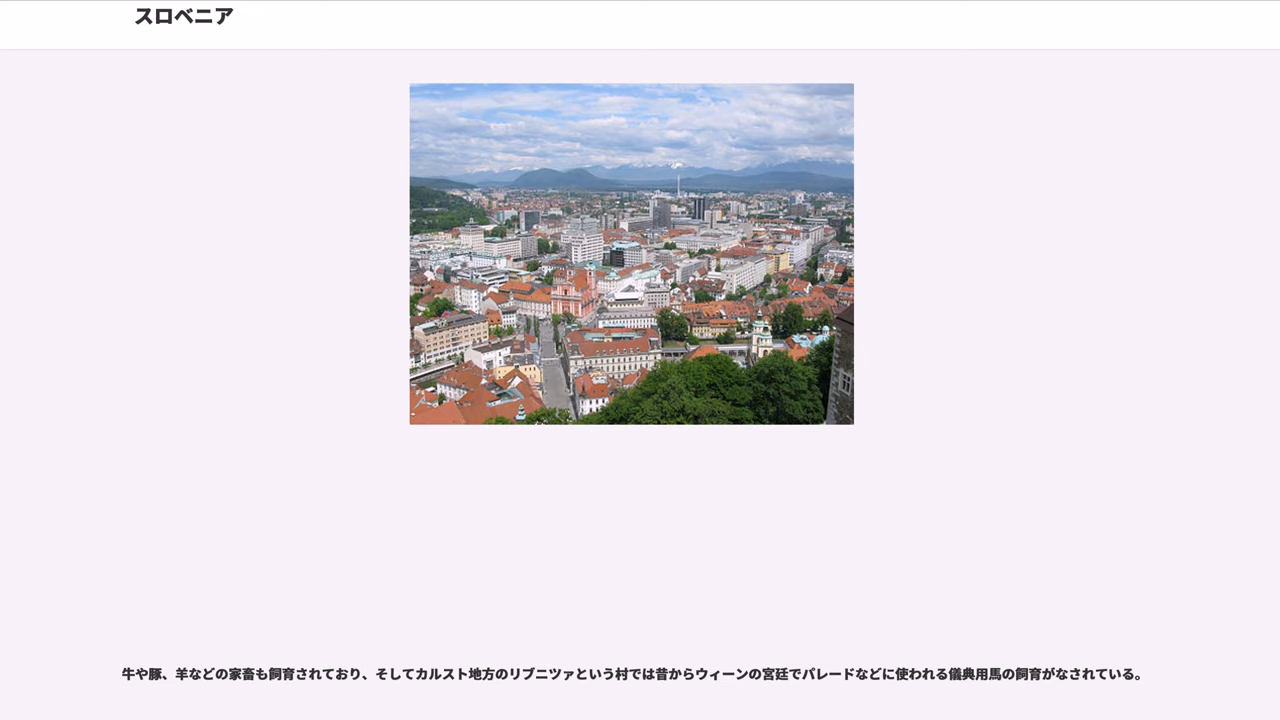 スロベニア
牛や豚、羊などの家畜も飼育されており、そしてカルスト地方のリブニツァという村では昔からウィーンの宮廷でパレードなどに使われる儀典用馬の飼育がなされている。